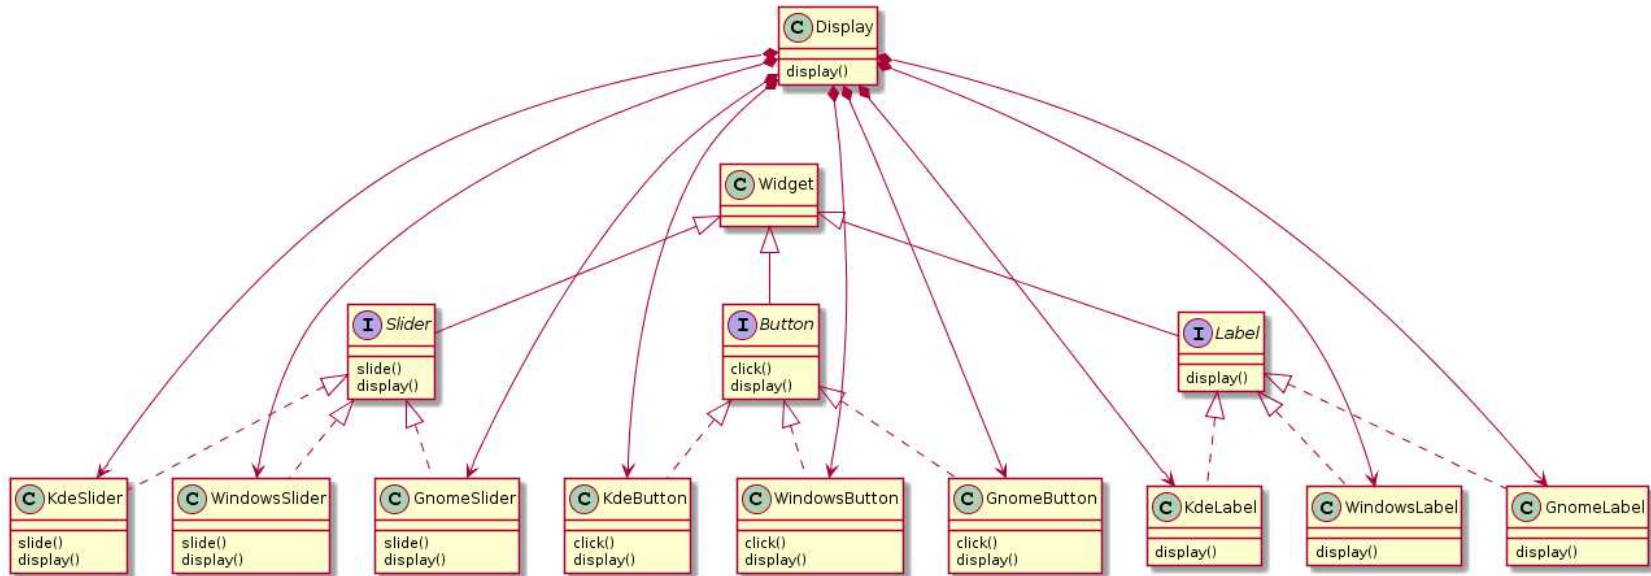 C Display
display()
C Widget
I Slider
slide()
display()
I Button
click()
display()
I Label
display()
C KdeSlider
slide()
display()
C WindowsSlider
slide()
display()
C GnomeSlider
slide()
display()
C KdeButton
click()
display()
C WindowsButton
click()
display()
C GnomeButton
click()
display()
C KdeLabel
display()
C WindowsLabel
display()
C GnomeLabel
display()